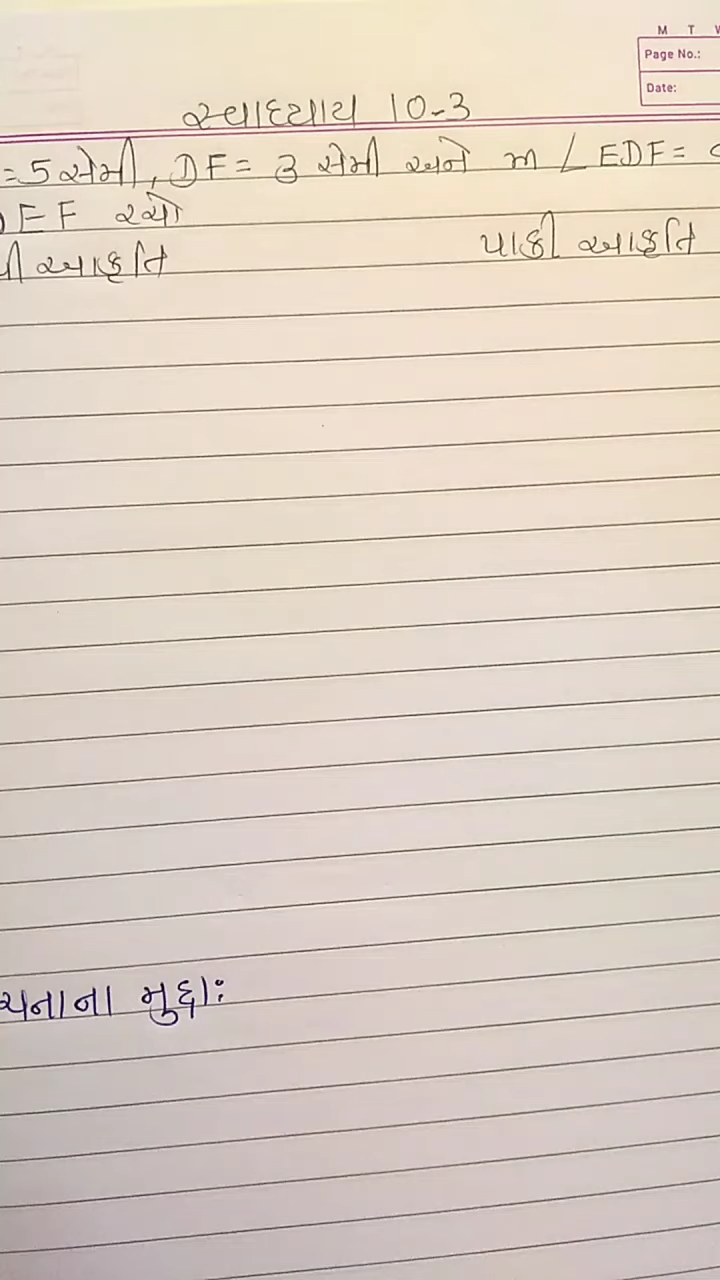 M T W
Page No.:
Date:
સ્વાધ્યાય 10.3
= 5 સેમી, DF = 3 સેમી અને m ∠EDF =
EF રચો
આકૃતિ પાકી આકૃતિ
ચનાના મુદ્દા: